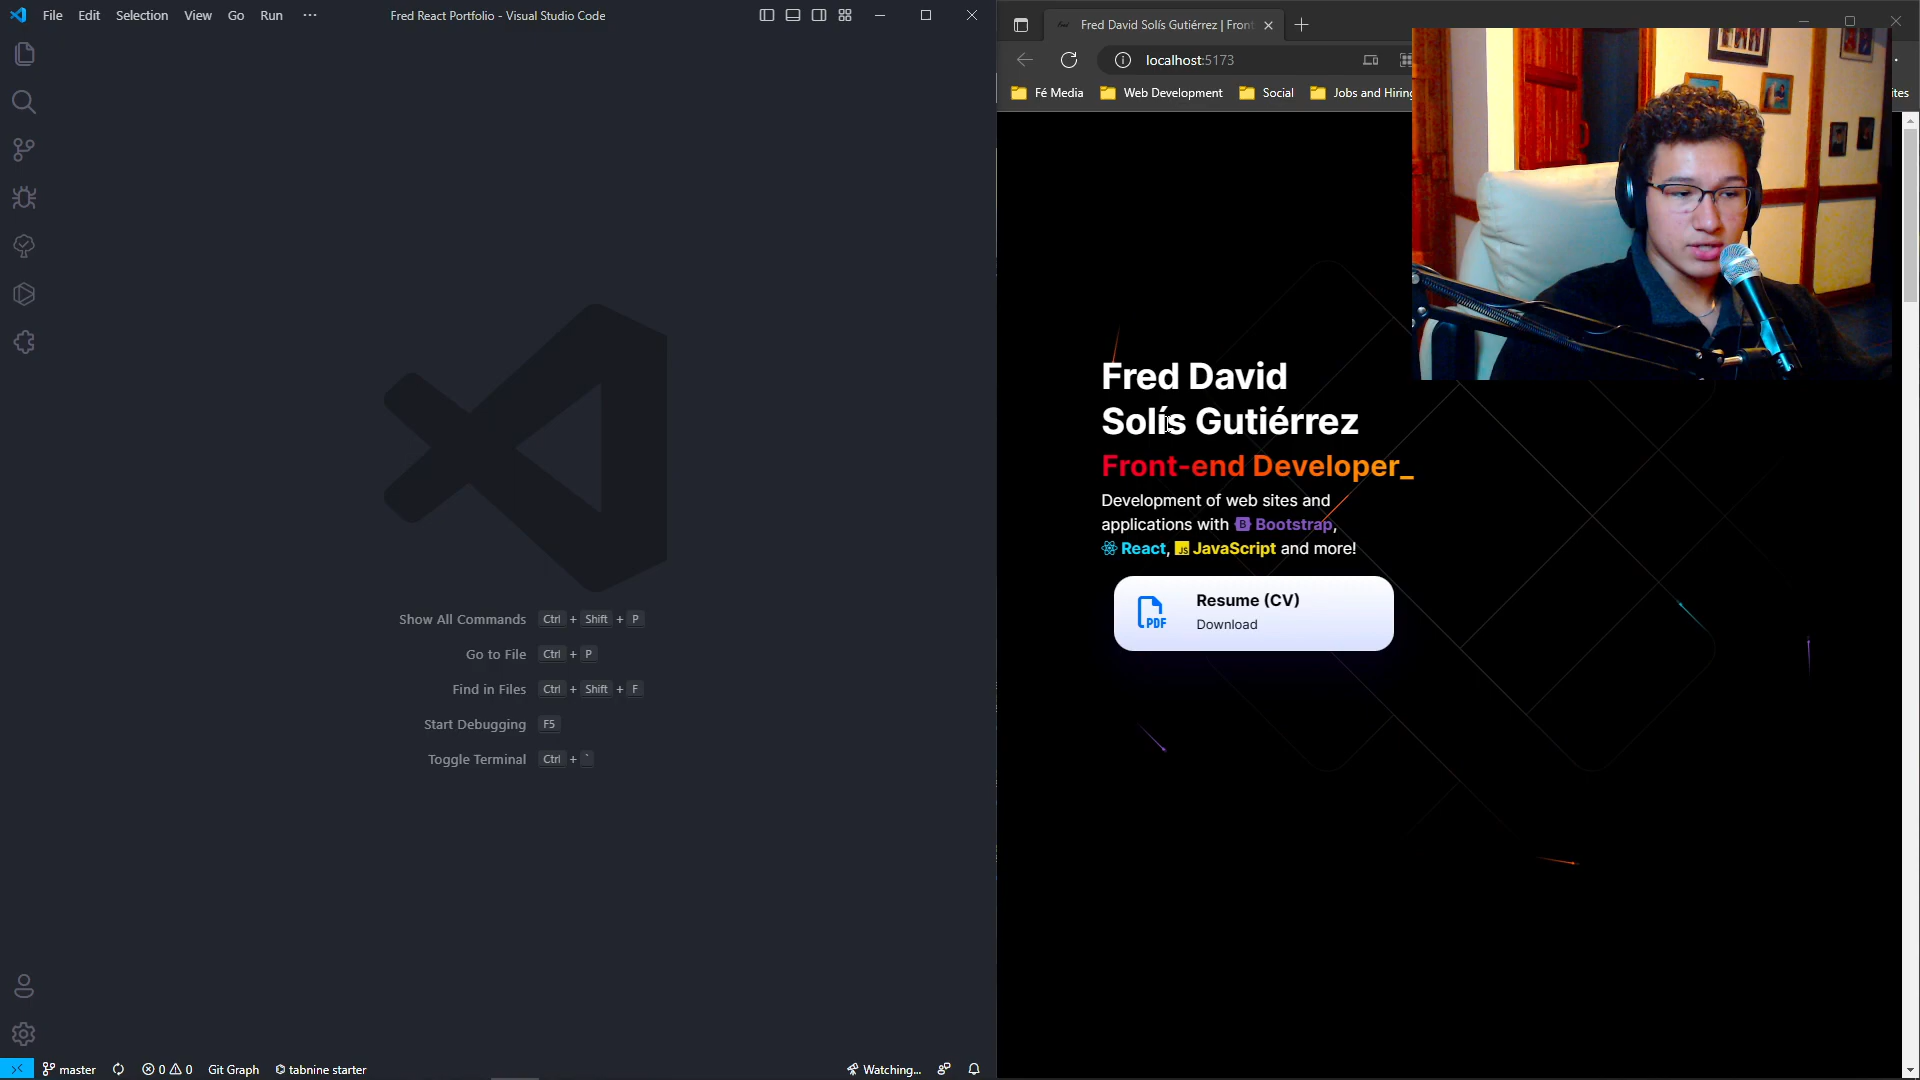 File Edit Selection View Go Run ···
Fred React Portfolio - Visual Studio Code
Show All Commands Ctrl + Shift + P
Go to File Ctrl + P
Find in Files Ctrl + Shift + F
Start Debugging F5
Toggle Terminal Ctrl + `
master 0 0 Git Graph tabnine starter Watching...
Fred David Solís Gutiérrez | Front
localhost:5173
Fé Media Web Development Social Jobs and Hiring
Fred David
Solís Gutiérrez
Front-end Developer_
Development of web sites and
applications with B Bootstrap,
React, JS JavaScript and more!
PDF
Resume (CV)
Download